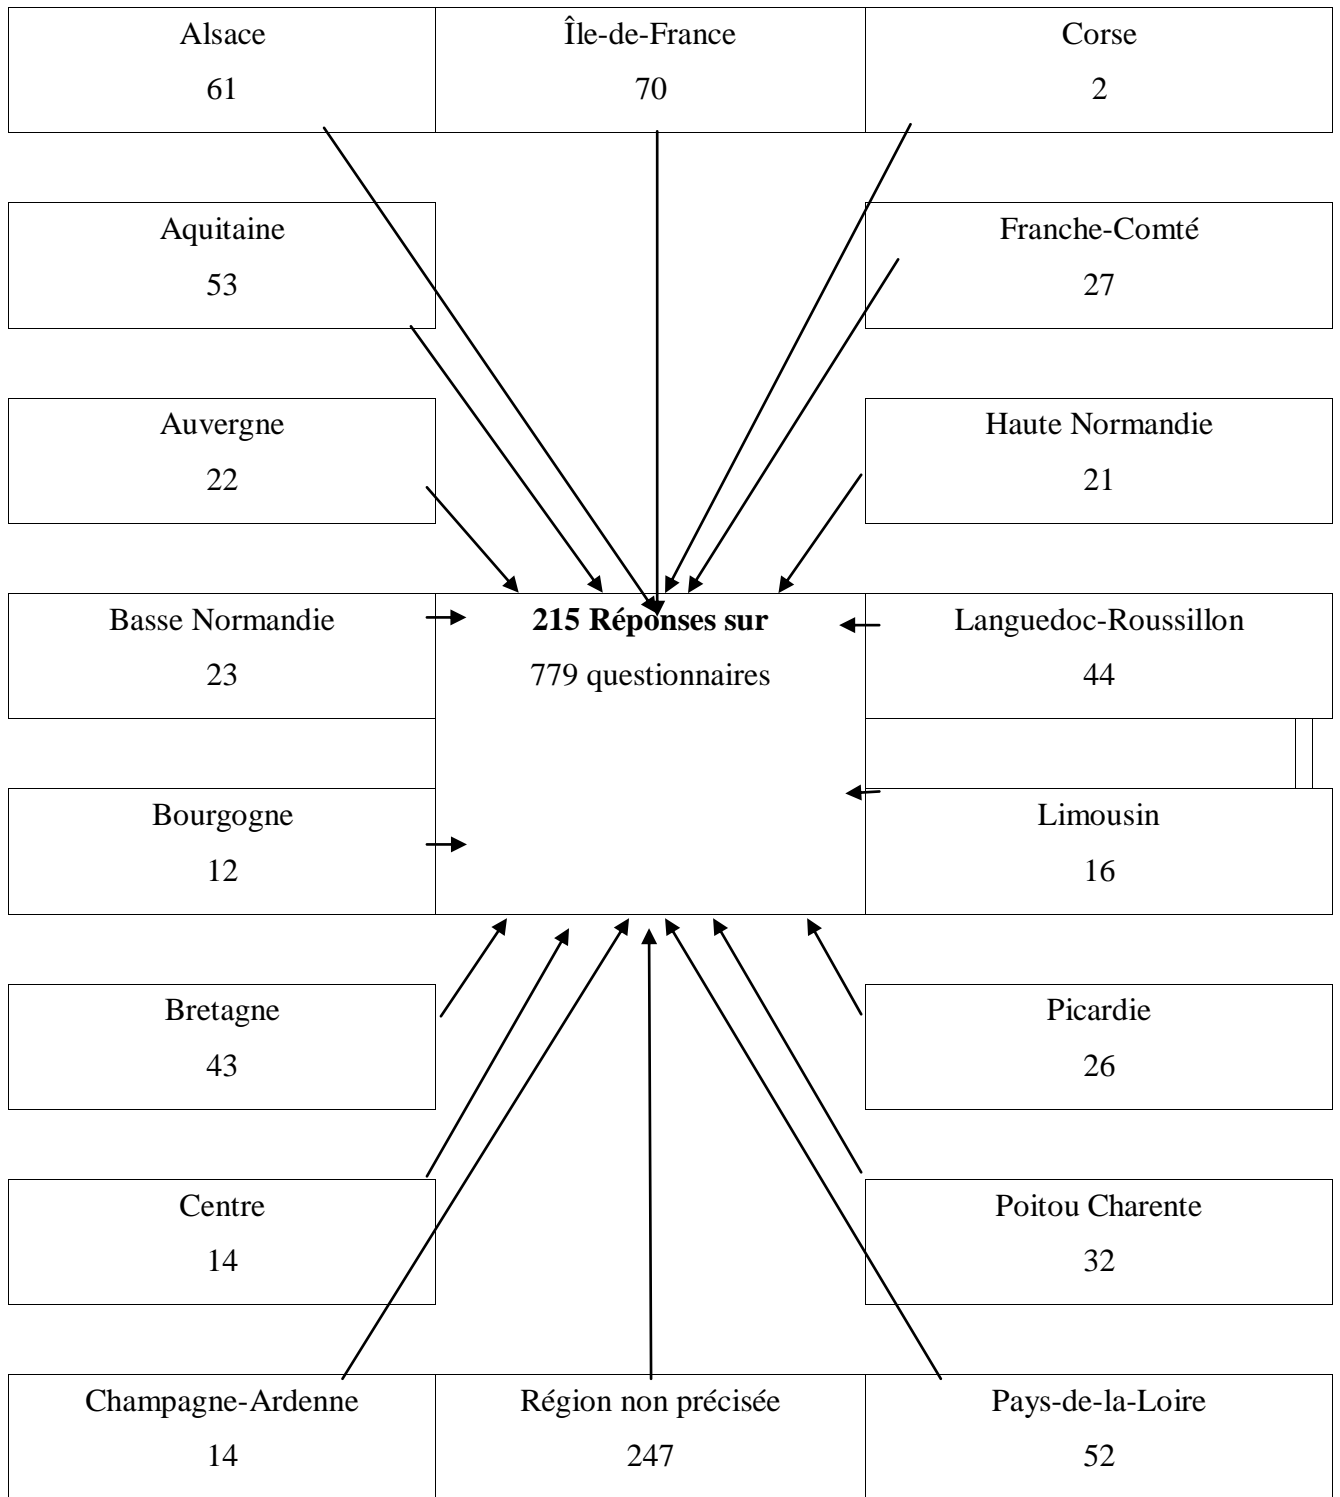 Alsace
61
Île-de-France
70
Corse
2
Aquitaine
53
Franche-Comté
27
Auvergne
22
Haute Normandie
21
Basse Normandie
23
215 Réponses sur
779 questionnaires
Languedoc-Roussillon
44
Bourgogne
12
Limousin
16
Bretagne
43
Picardie
26
Centre
14
Poitou Charente
32
Champagne-Ardenne
14
Région non précisée
247
Pays-de-la-Loire
52